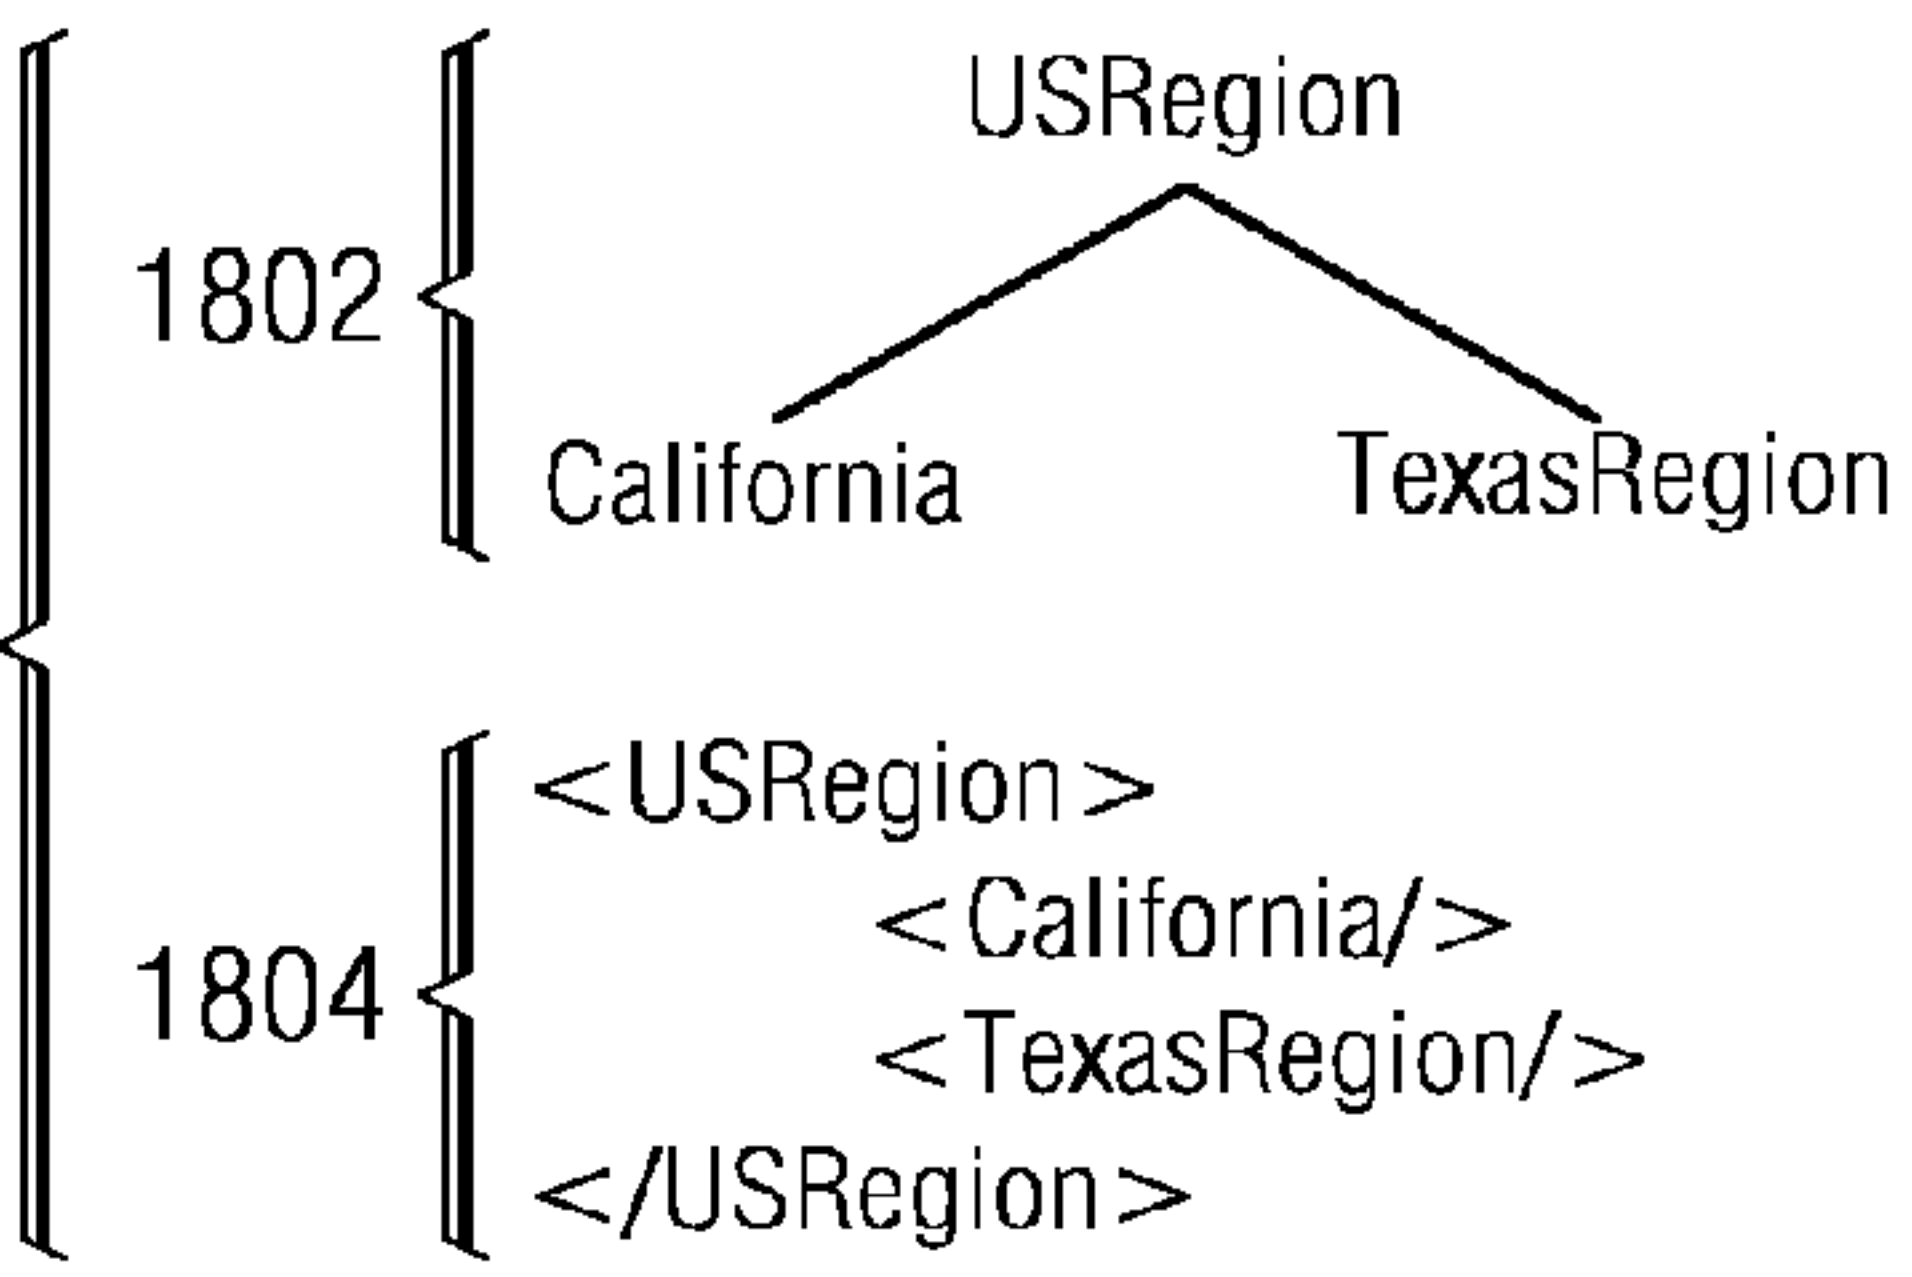 USRegion
1802
California TexasRegion
<USRegion>
<California/>
1804
<TexasRegion/>
</USRegion>